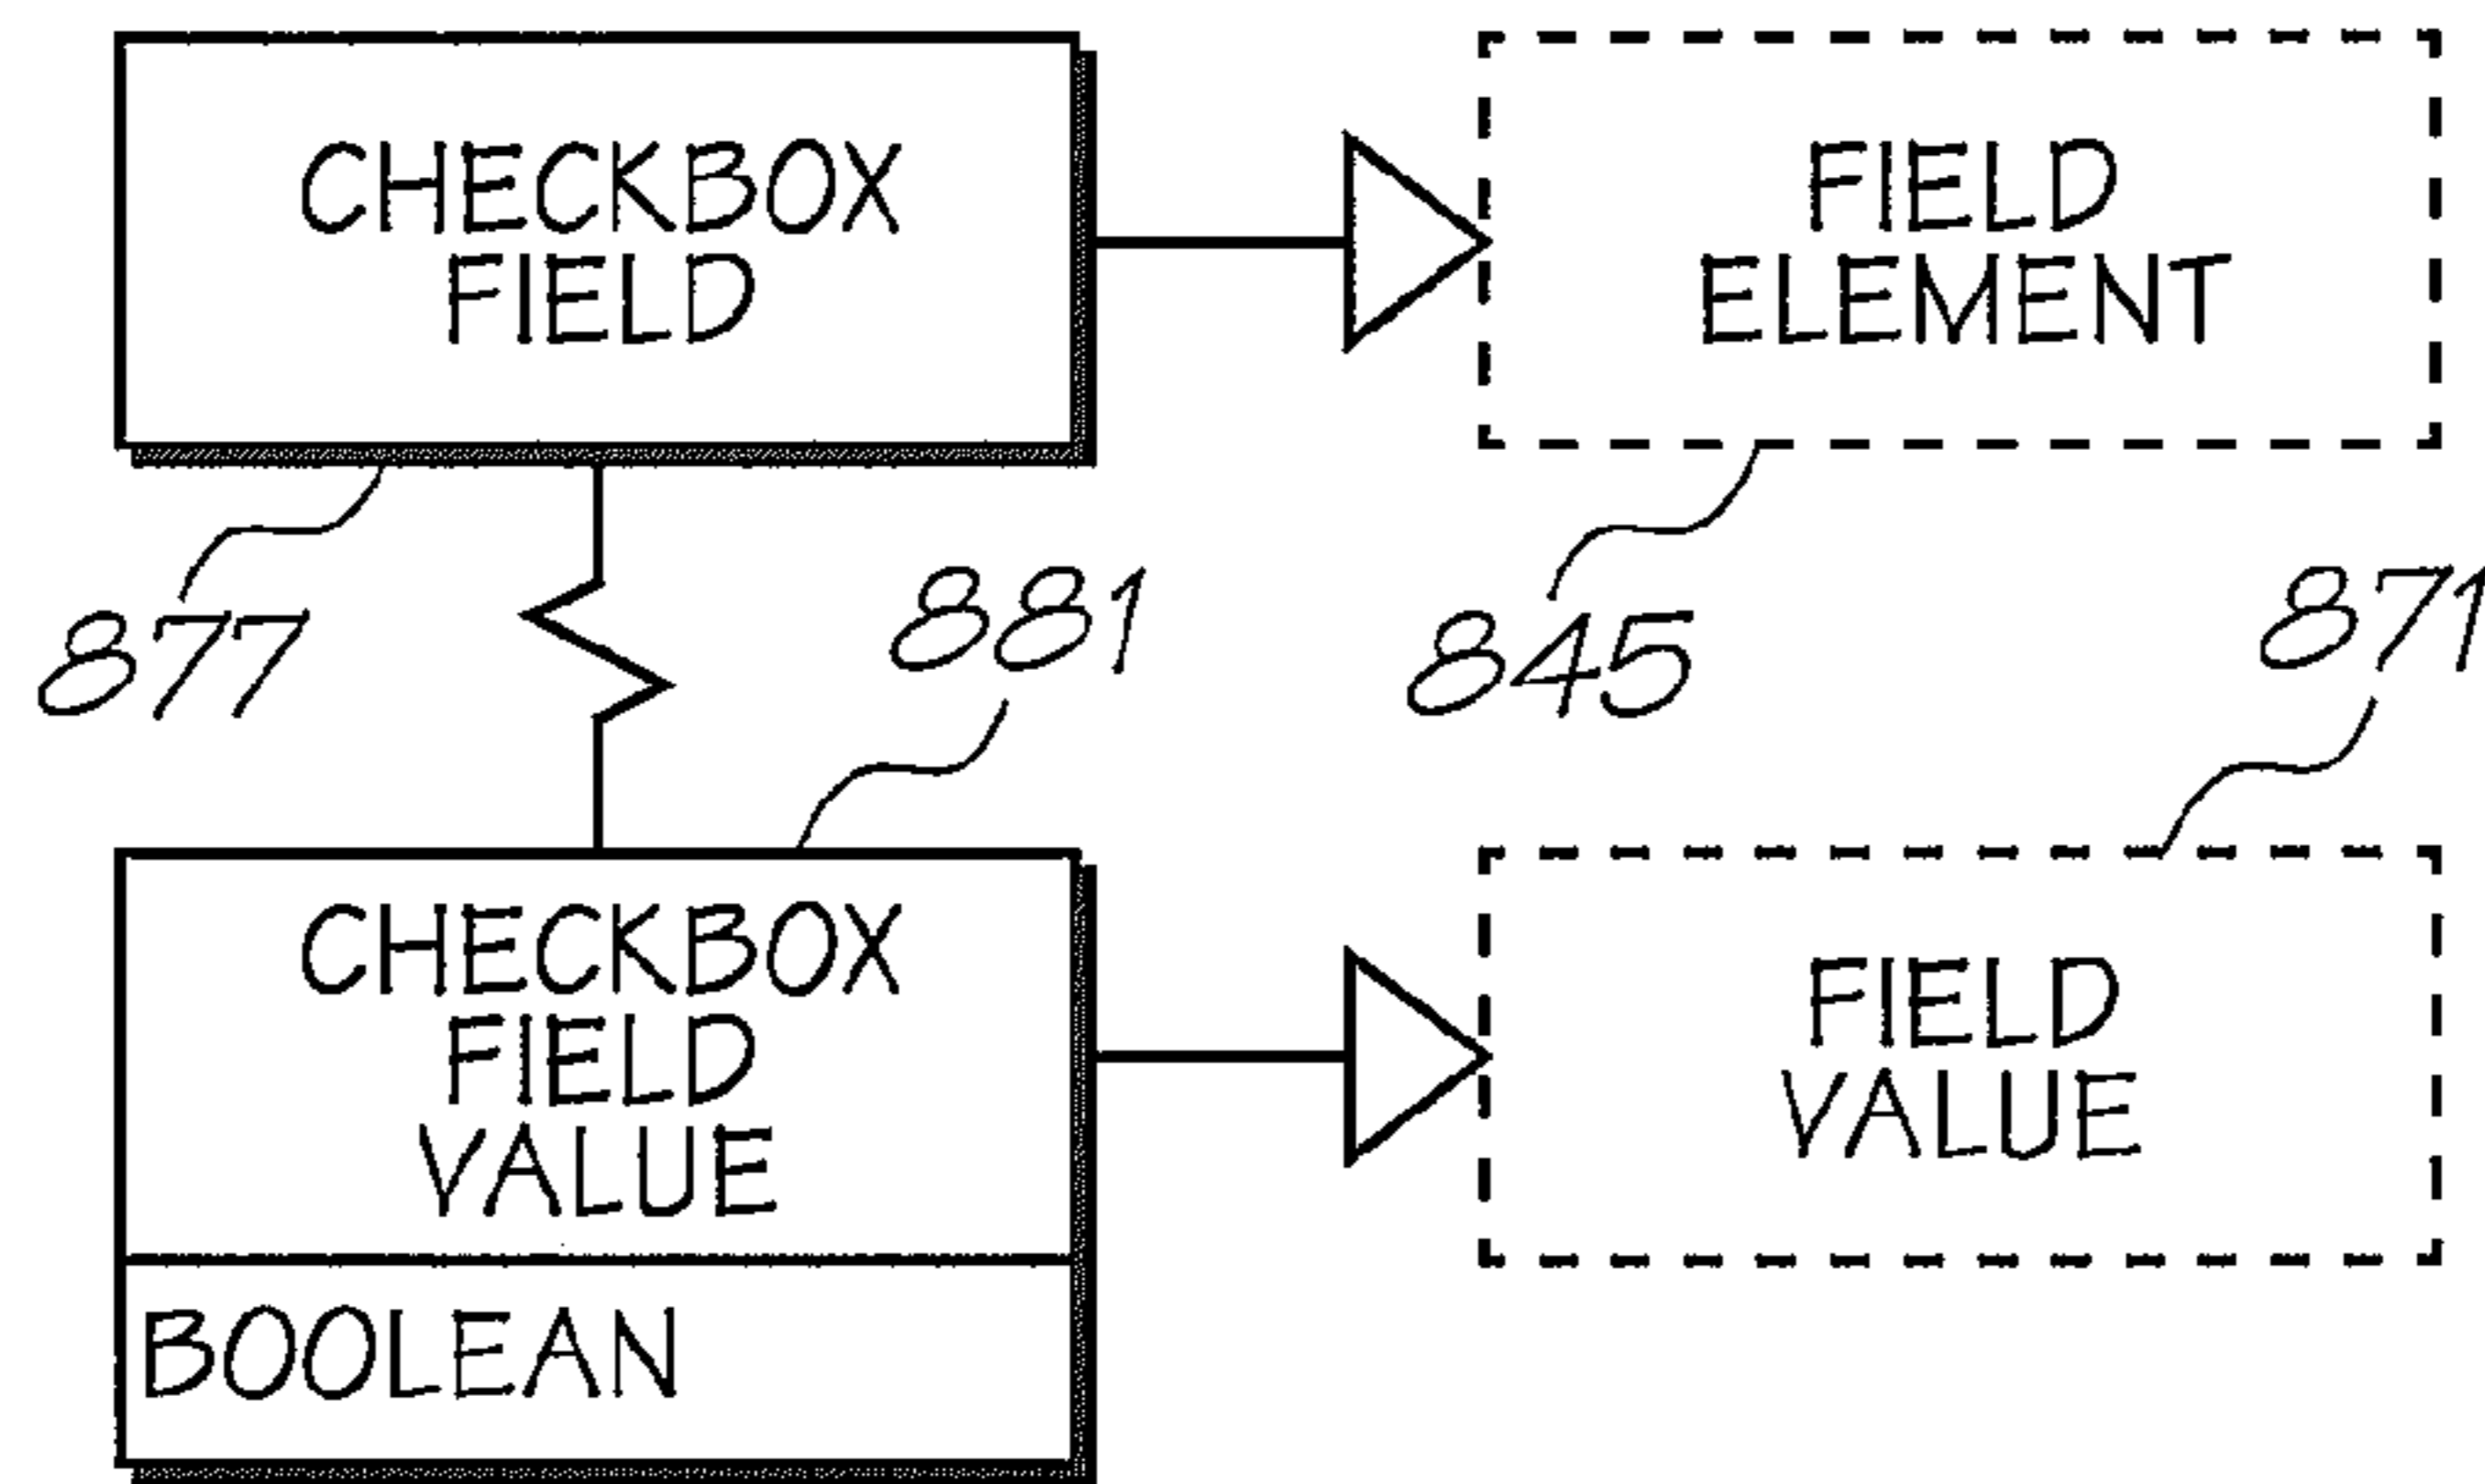 CHECKBOX
FIELD
FIELD
ELEMENT
877
881
845
871
CHECKBOX
FIELD
VALUE
FIELD
VALUE
BOOLEAN